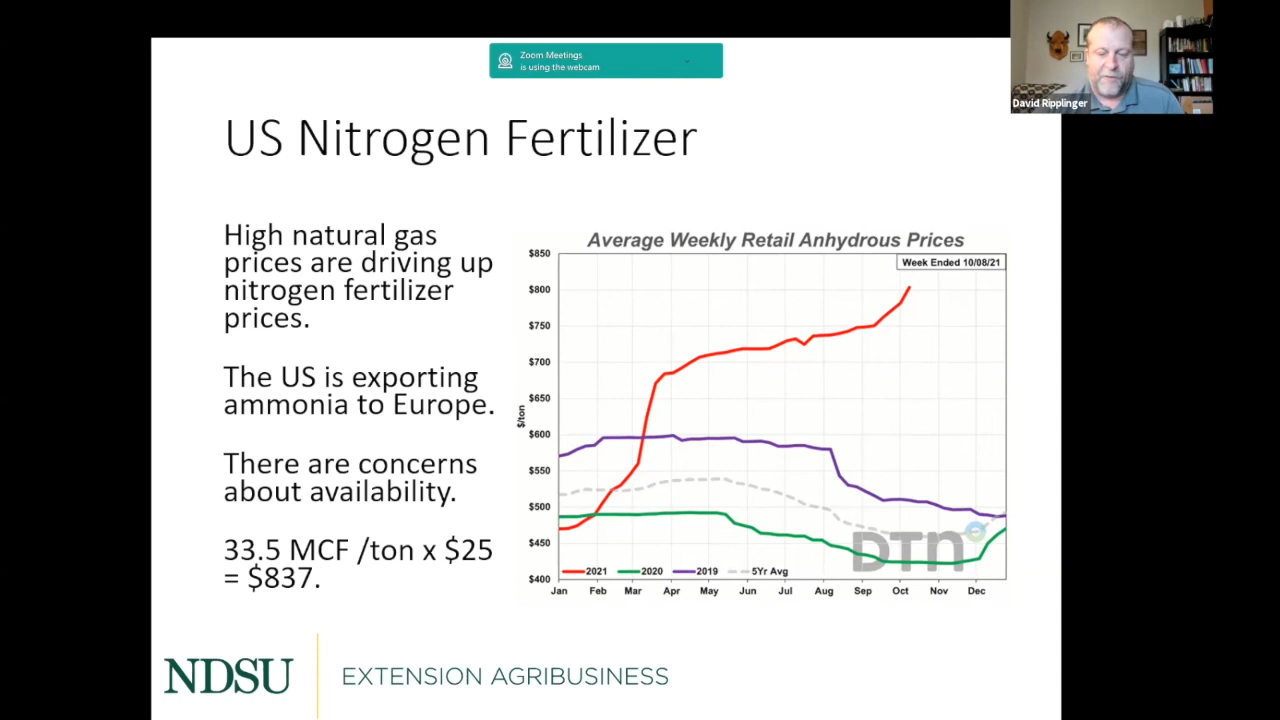 Zoom Meetings
is using the webcam
David Ripplinger
US Nitrogen Fertilizer
High natural gas
prices are driving up
nitrogen fertilizer
prices.
The US is exporting
ammonia to Europe.
There are concerns
about availability.
33.5 MCF /ton x $25
= $837.
Average Weekly Retail Anhydrous Prices
Week Ended 10/08/21
$/ton
$850
$800
$750
$700
$650
$600
$550
$500
$450
$400
DTN
2021 2020 2019 5Yr Avg
Jan Feb Mar Apr May Jun Jul Aug Sep Oct Nov Dec
NDSU
EXTENSION AGRIBUSINESS